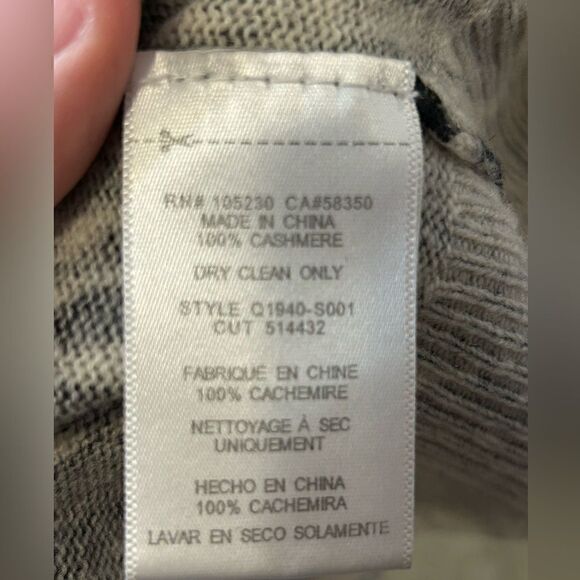 RN# 105230 CA#58350
MADE IN CHINA
100% CASHMERE
DRY CLEAN ONLY
STYLE Q1940-S001
CUT 514432
FABRIQUE EN CHINE
100% CACHEMIRE
NETTOYAGE À SEC
UNIQUEMENT
HECHO EN CHINA
100% CACHEMIRA
LAVAR EN SECO SOLAMENTE